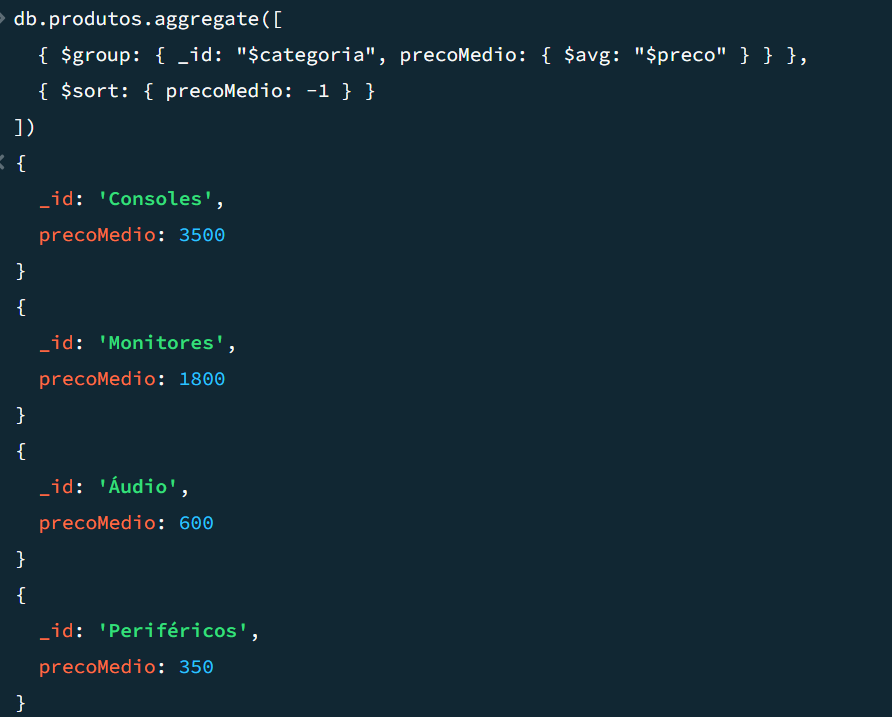 db.produtos.aggregate([
  { $group: { _id: "$categoria", precoMedio: { $avg: "$preco" } } },
  { $sort: { precoMedio: -1 } }
])
{
  _id: 'Consoles',
  precoMedio: 3500
}
{
  _id: 'Monitores',
  precoMedio: 1800
}
{
  _id: 'Áudio',
  precoMedio: 600
}
{
  _id: 'Periféricos',
  precoMedio: 350
}